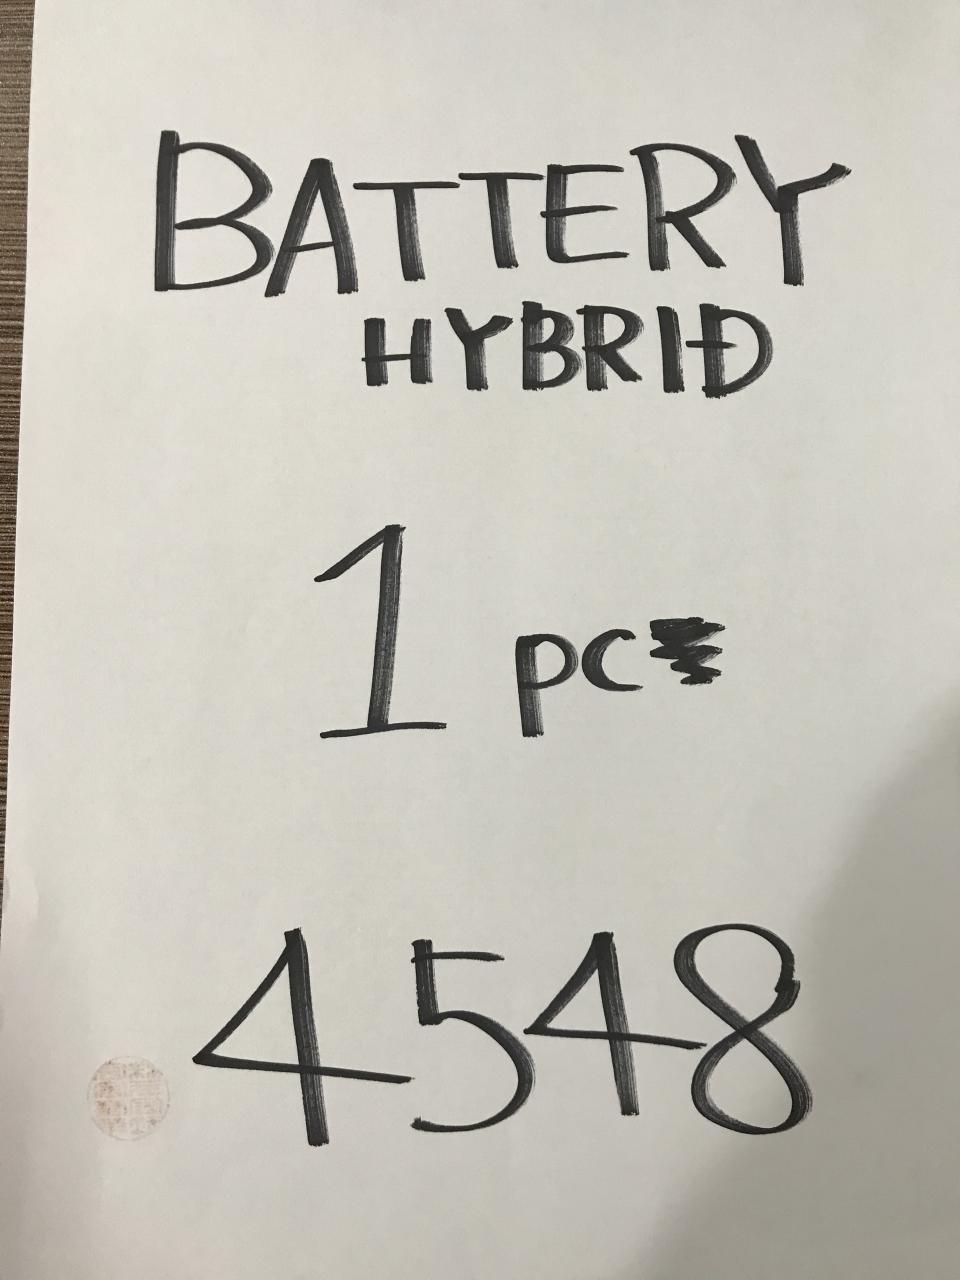 BATTERY
HYBRID
1 pc
4548